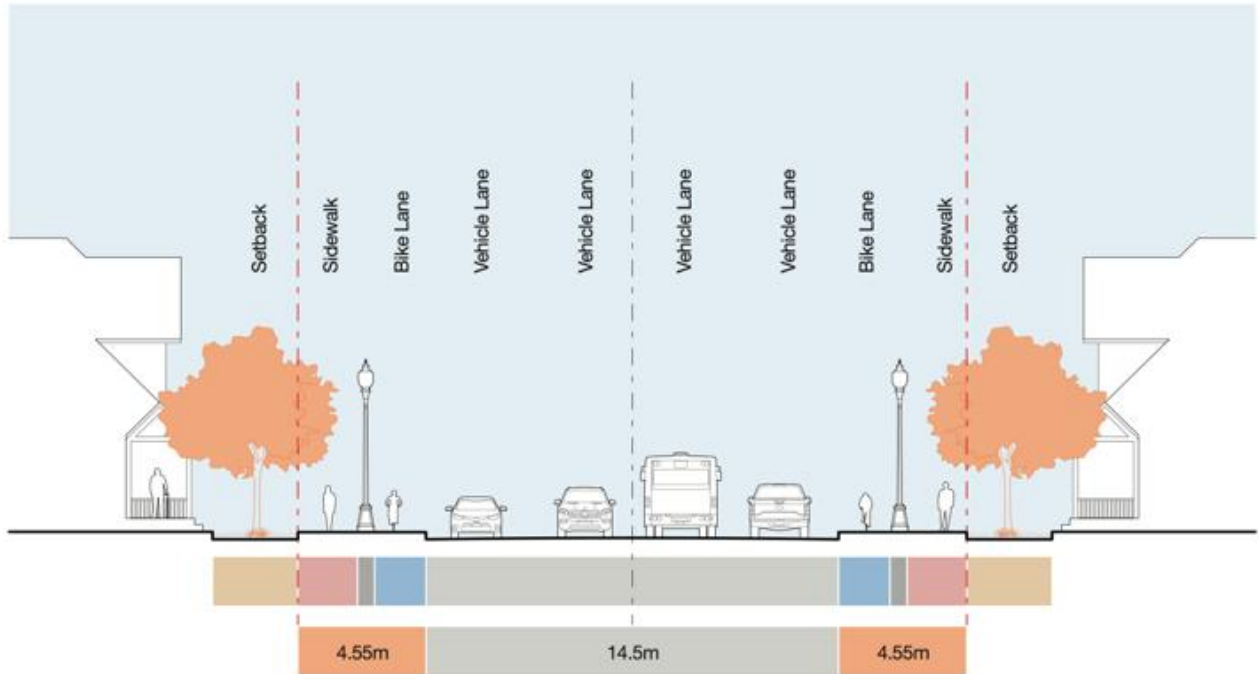 Setback
Sidewalk
Bike Lane
Vehicle Lane
Vehicle Lane
Vehicle Lane
Vehicle Lane
Bike Lane
Sidewalk
Setback
4.55m
14.5m
4.55m